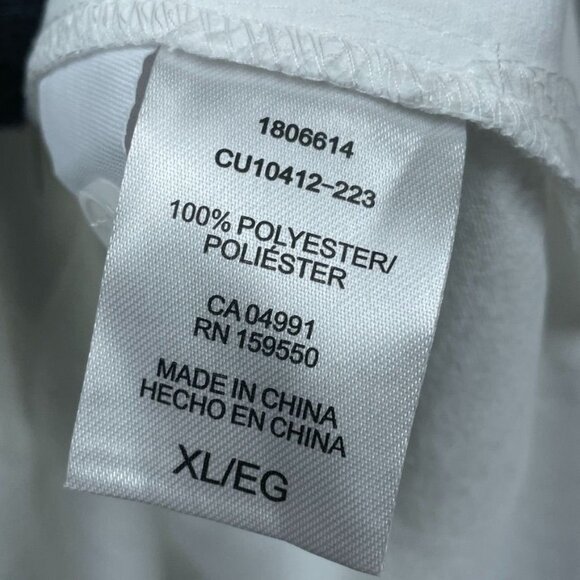 1806614
CU10412-223
100% POLYESTER/
POLIÉSTER
CA 04991
RN 159550
MADE IN CHINA
HECHO EN CHINA
XL/EG